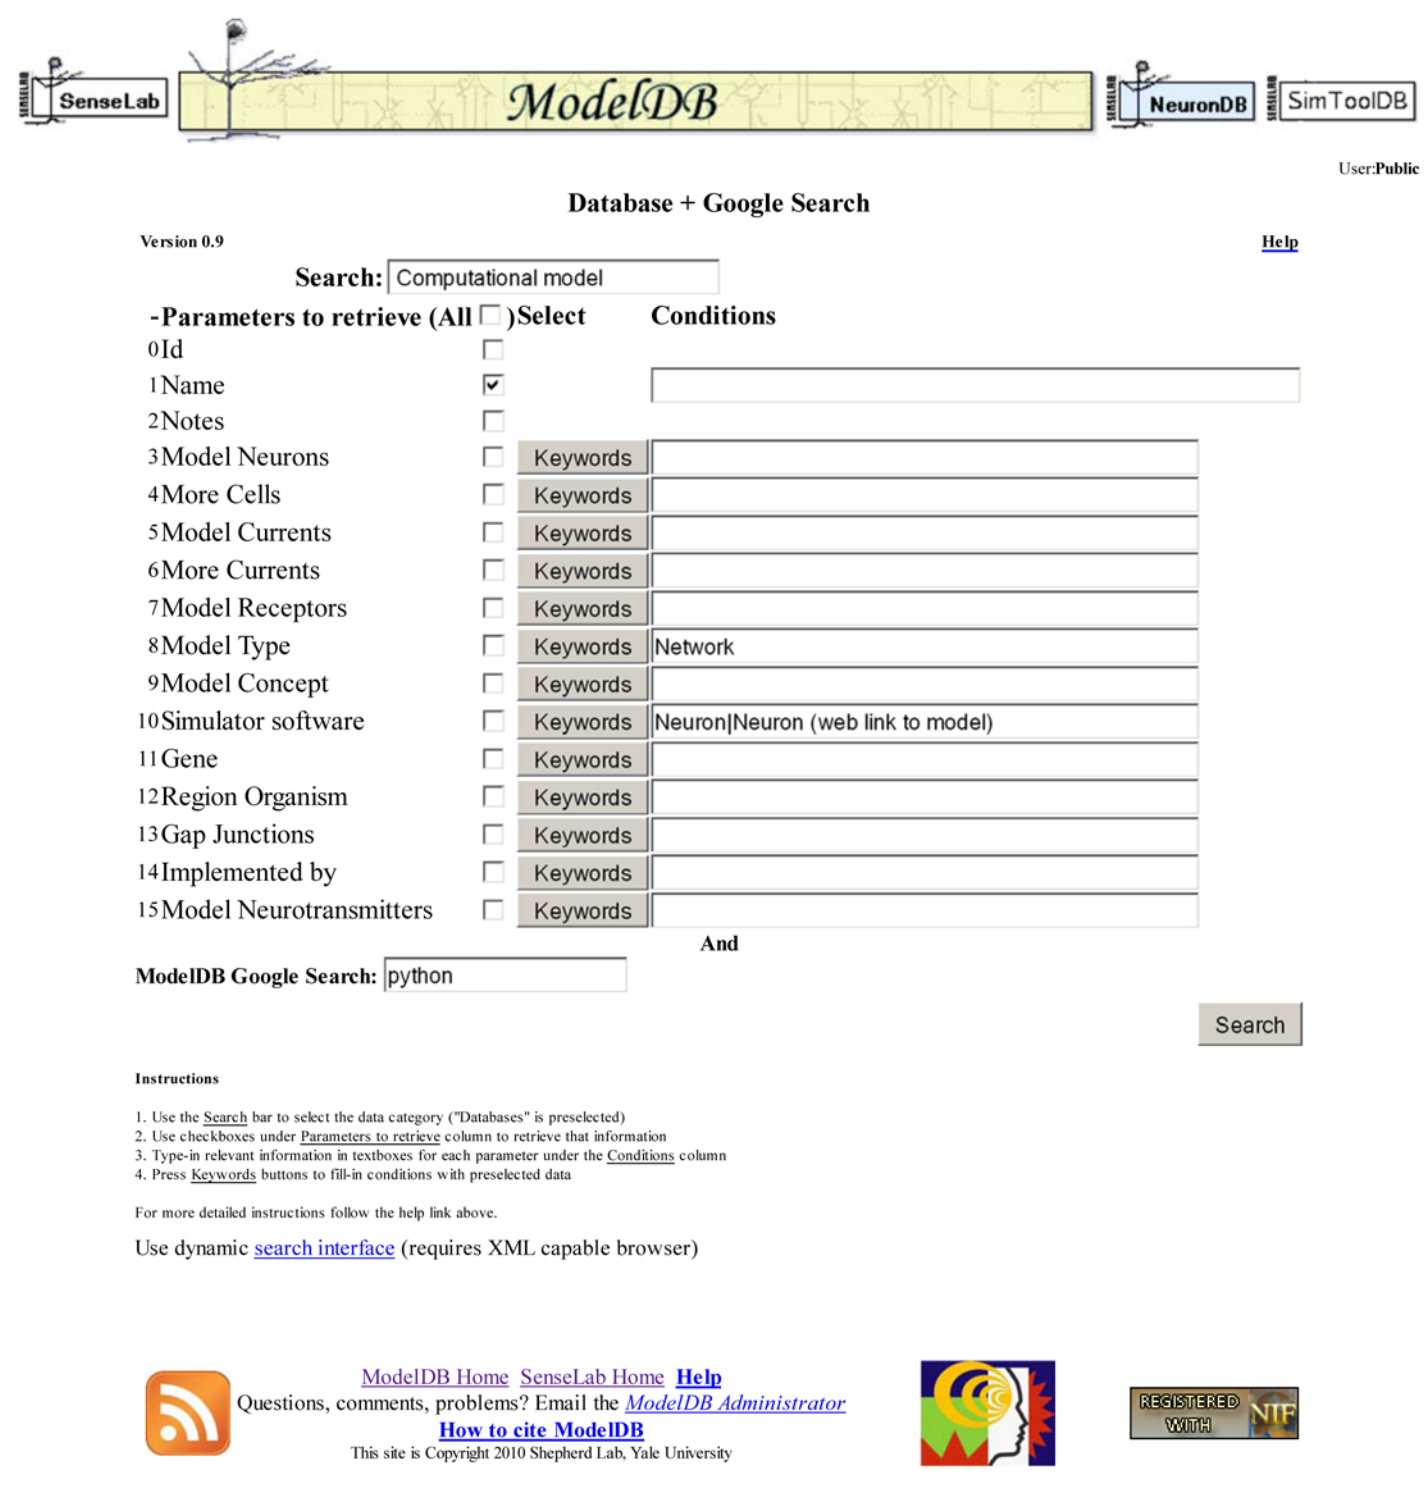 SENSELAB SenseLab ModelDB SENSELAB NeuronDB SENSELAB SimToolDB
User:Public
Database + Google Search
Version 0.9 Help
Search: Computational model
-Parameters to retrieve (All ) Select Conditions
0 Id
1 Name
2 Notes
3 Model Neurons Keywords
4 More Cells Keywords
5 Model Currents Keywords
6 More Currents Keywords
7 Model Receptors Keywords
8 Model Type Keywords Network
9 Model Concept Keywords
10 Simulator software Keywords Neuron|Neuron (web link to model)
11 Gene Keywords
12 Region Organism Keywords
13 Gap Junctions Keywords
14 Implemented by Keywords
15 Model Neurotransmitters Keywords
And
ModelDB Google Search: python
Search
Instructions
1. Use the Search bar to select the data category ("Databases" is preselected)
2. Use checkboxes under Parameters to retrieve column to retrieve that information
3. Type-in relevant information in textboxes for each parameter under the Conditions column
4. Press Keywords buttons to fill-in conditions with preselected data
For more detailed instructions follow the help link above.
Use dynamic search interface (requires XML capable browser)
ModelDB Home SenseLab Home Help
Questions, comments, problems? Email the ModelDB Administrator
How to cite ModelDB
This site is Copyright 2010 Shepherd Lab, Yale University
REGISTERED WITH NIF